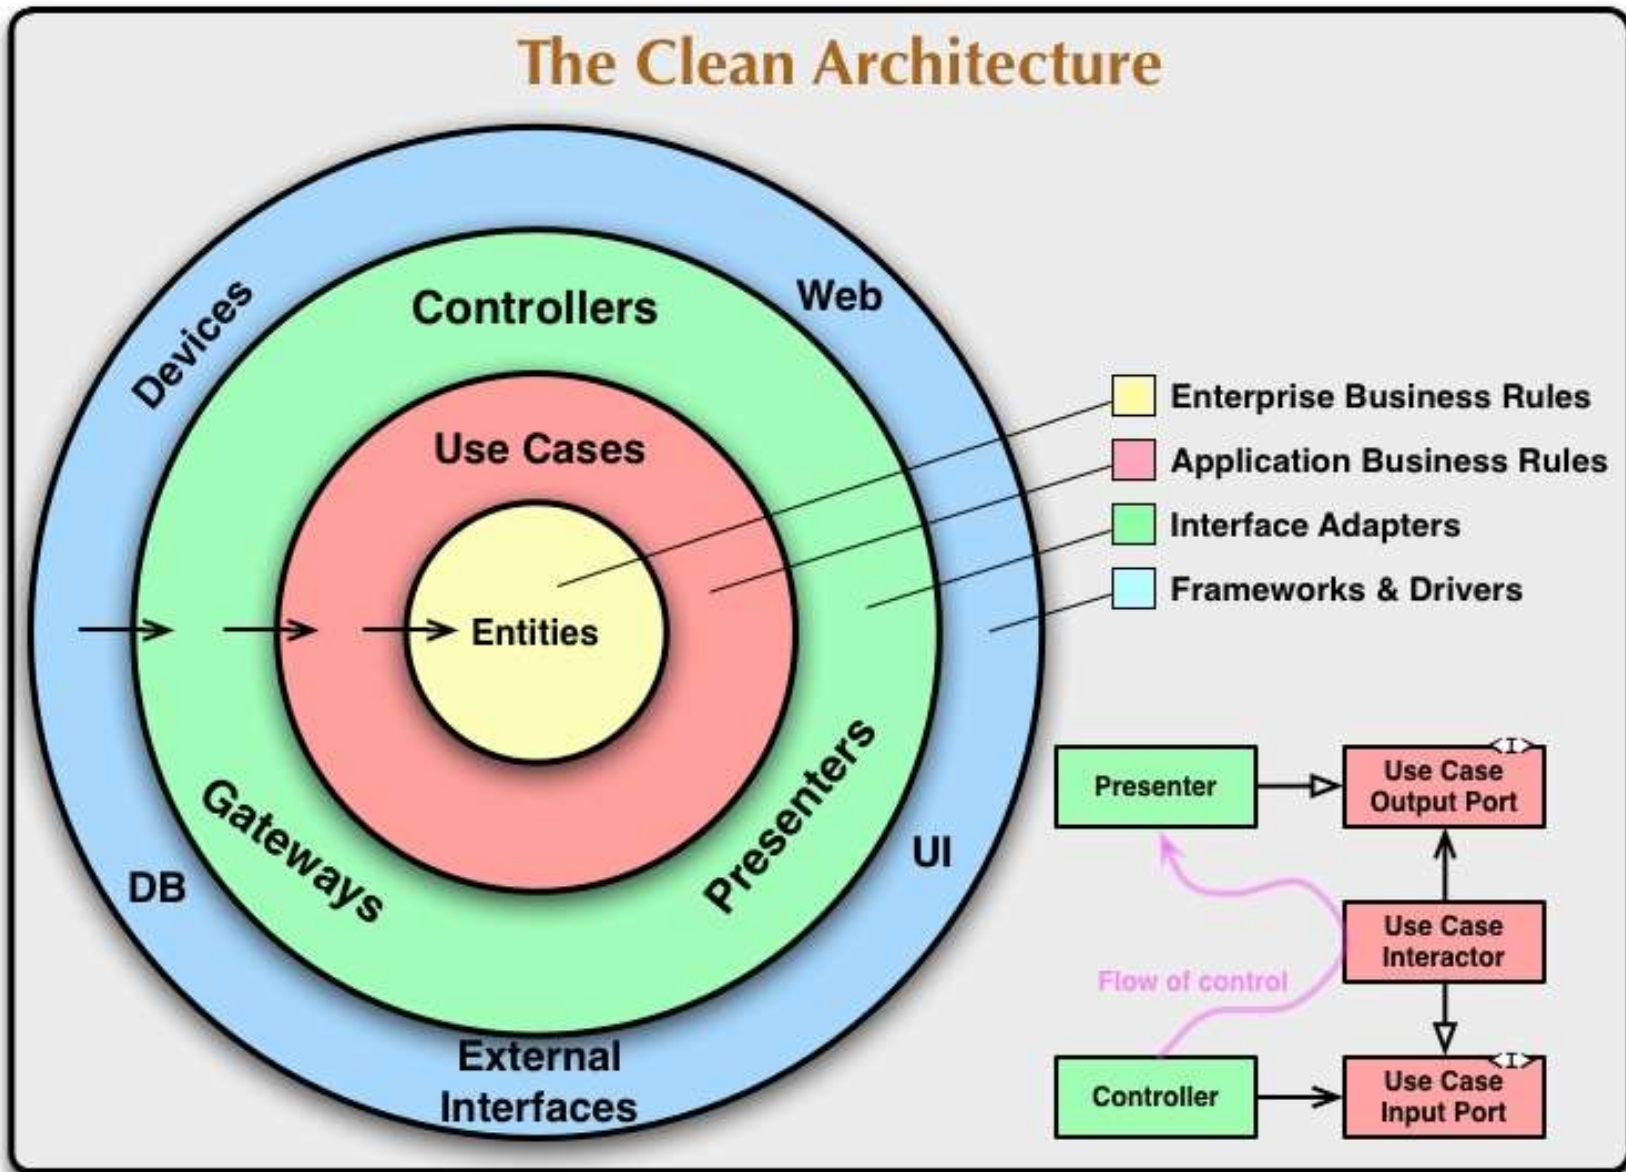 The Clean Architecture
Devices
Controllers
Web
Use Cases
Entities
Gateways
Presenters
DB
UI
External
Interfaces
Enterprise Business Rules
Application Business Rules
Interface Adapters
Frameworks & Drivers
Presenter
<I>
Use Case
Output Port
Use Case
Interactor
Flow of control
Controller
<I>
Use Case
Input Port